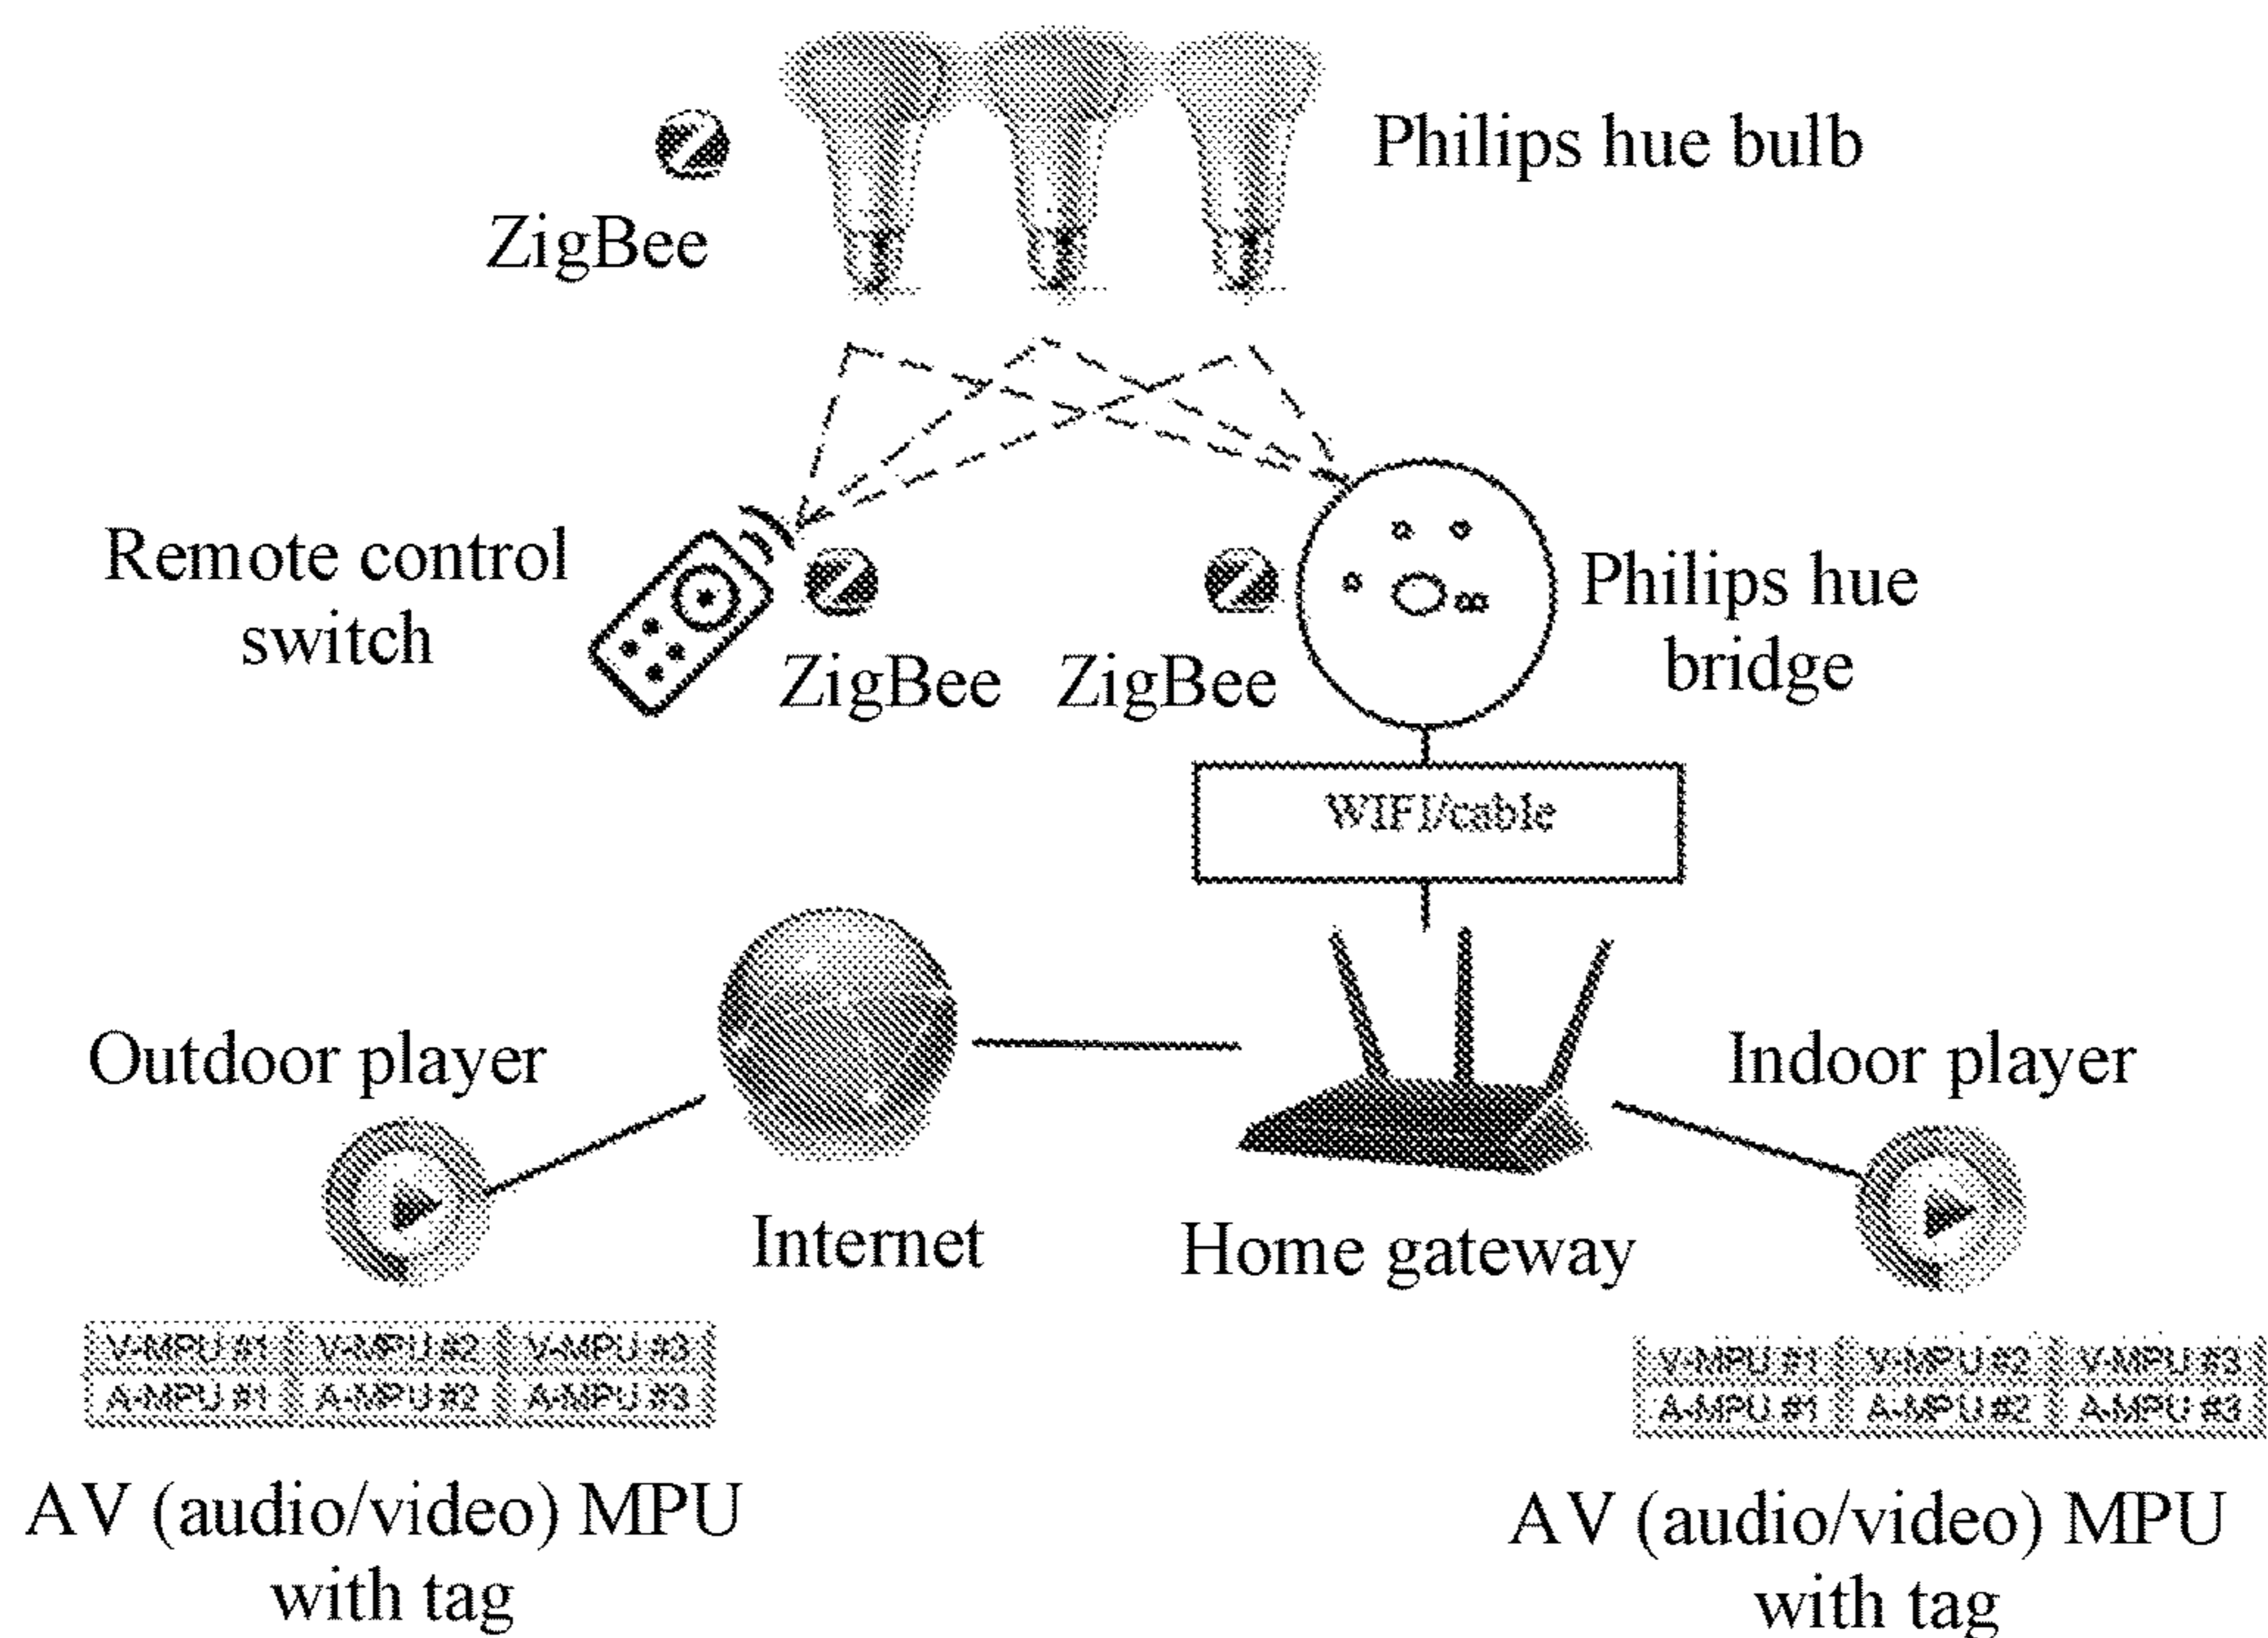 Philips hue bulb
ZigBee
Remote control
switch
ZigBee
ZigBee
Philips hue
bridge
WIFI/cable
Outdoor player
Internet
Home gateway
Indoor player
V-MPU #1 V-MPU #2 V-MPU #3
A-MPU #1 A-MPU #2 A-MPU #3
AV (audio/video) MPU
with tag
V-MPU #1 V-MPU #2 V-MPU #3
A-MPU #1 A-MPU #2 A-MPU #3
AV (audio/video) MPU
with tag